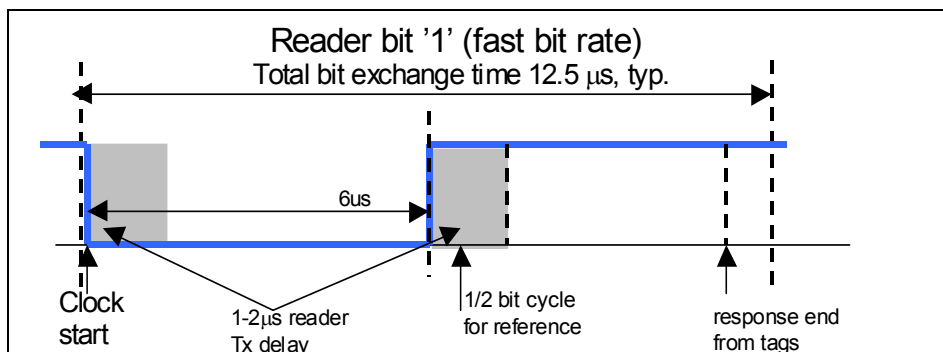 Reader bit '1' (fast bit rate)
Total bit exchange time 12.5 μs, typ.
6us
Clock
start
1-2μs reader
Tx delay
1/2 bit cycle
for reference
response end
from tags